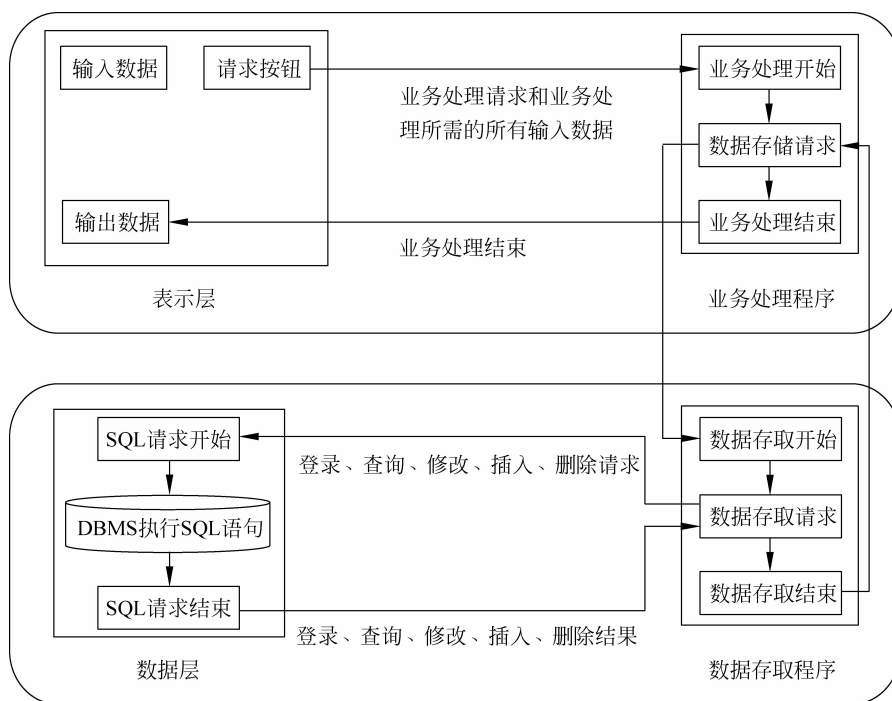 输入数据
请求按钮
业务处理请求和业务处
理所需的所有输入数据
业务处理开始
数据存储请求
输出数据
业务处理结束
业务处理结束
表示层
业务处理程序
SQL请求开始
登录、查询、修改、插入、删除请求
数据存取开始
DBMS执行SQL语句
数据存取请求
SQL请求结束
登录、查询、修改、插入、删除结果
数据存取结束
数据层
数据存取程序